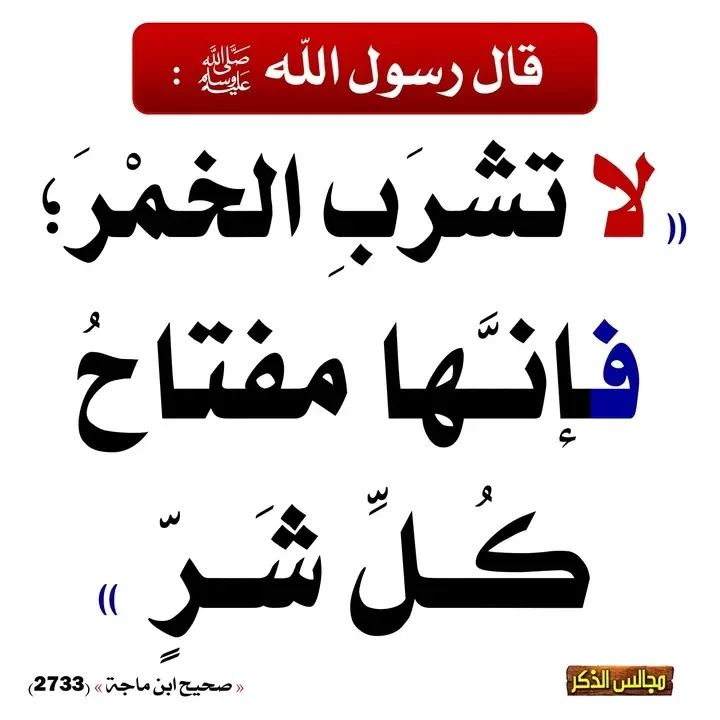 قال رسول الله ﷺ :
(( لا تشرَبِ الخمْرَ؛
فإنَّها مفتاحُ
كُلِّ شَرٍّ ))
« صحيح ابن ماجة » (2733)
مجالس الذكر